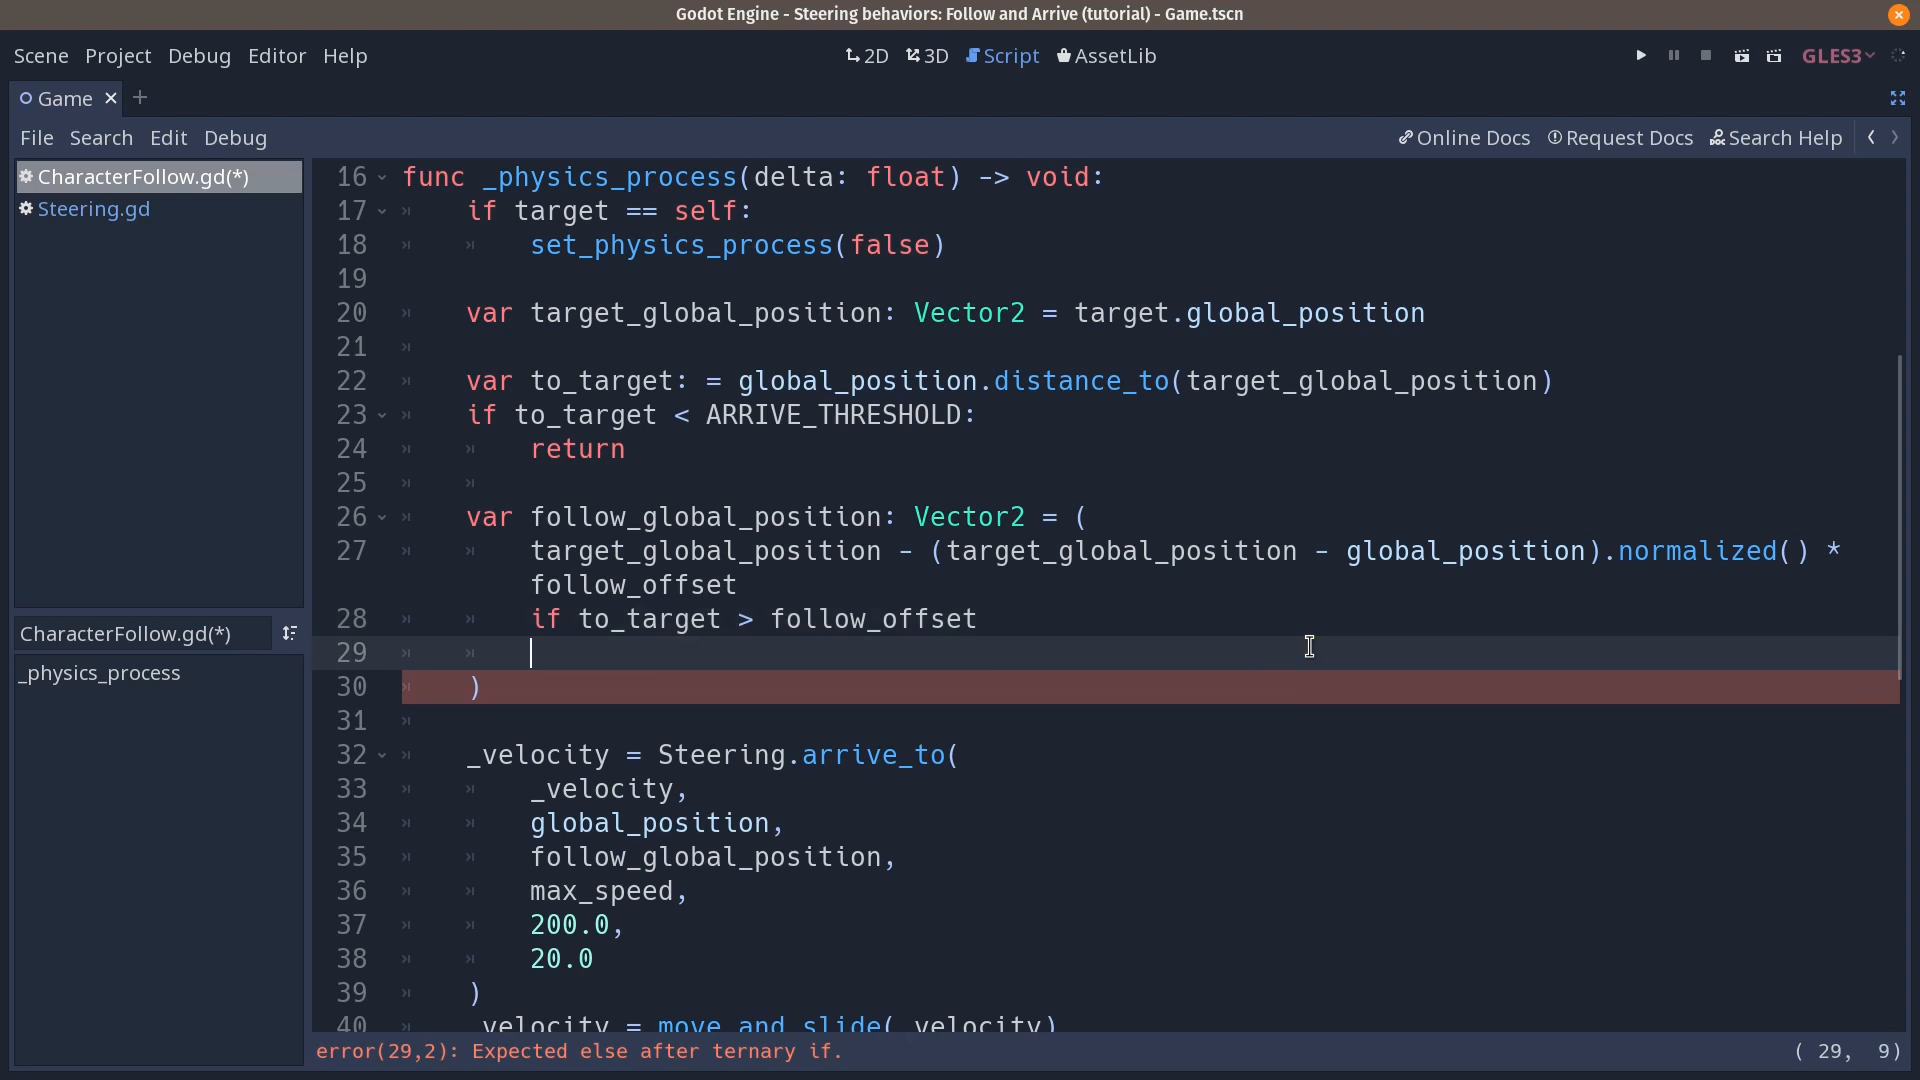 Godot Engine - Steering behaviors: Follow and Arrive (tutorial) - Game.tscn
Scene Project Debug Editor Help 2D 3D Script AssetLib GLES3
Game
File Search Edit Debug Online Docs Request Docs Search Help
CharacterFollow.gd(*)
Steering.gd
CharacterFollow.gd(*)
_physics_process
16 func _physics_process(delta: float) -> void:
17 if target == self:
18 set_physics_process(false)
19
20 var target_global_position: Vector2 = target.global_position
21
22 var to_target: = global_position.distance_to(target_global_position)
23 if to_target < ARRIVE_THRESHOLD:
24 return
25
26 var follow_global_position: Vector2 = (
27 target_global_position - (target_global_position - global_position).normalized() *
follow_offset
28 if to_target > follow_offset
29
30 )
31
32 _velocity = Steering.arrive_to(
33 _velocity,
34 global_position,
35 follow_global_position,
36 max_speed,
37 200.0,
38 20.0
39 )
40 _velocity = move_and_slide(_velocity)
error(29,2): Expected else after ternary if. ( 29, 9)